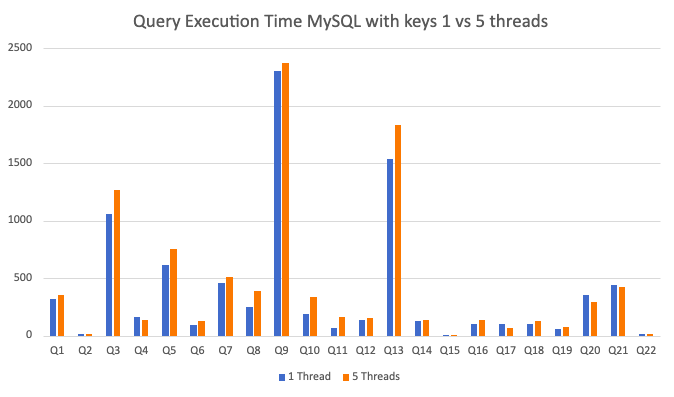 Query Execution Time MySQL with keys 1 vs 5 threads
2500
2000
1500
1000
500
0
Q1 Q2 Q3 Q4 Q5 Q6 Q7 Q8 Q9 Q10 Q11 Q12 Q13 Q14 Q15 Q16 Q17 Q18 Q19 Q20 Q21 Q22
1 Thread 5 Threads